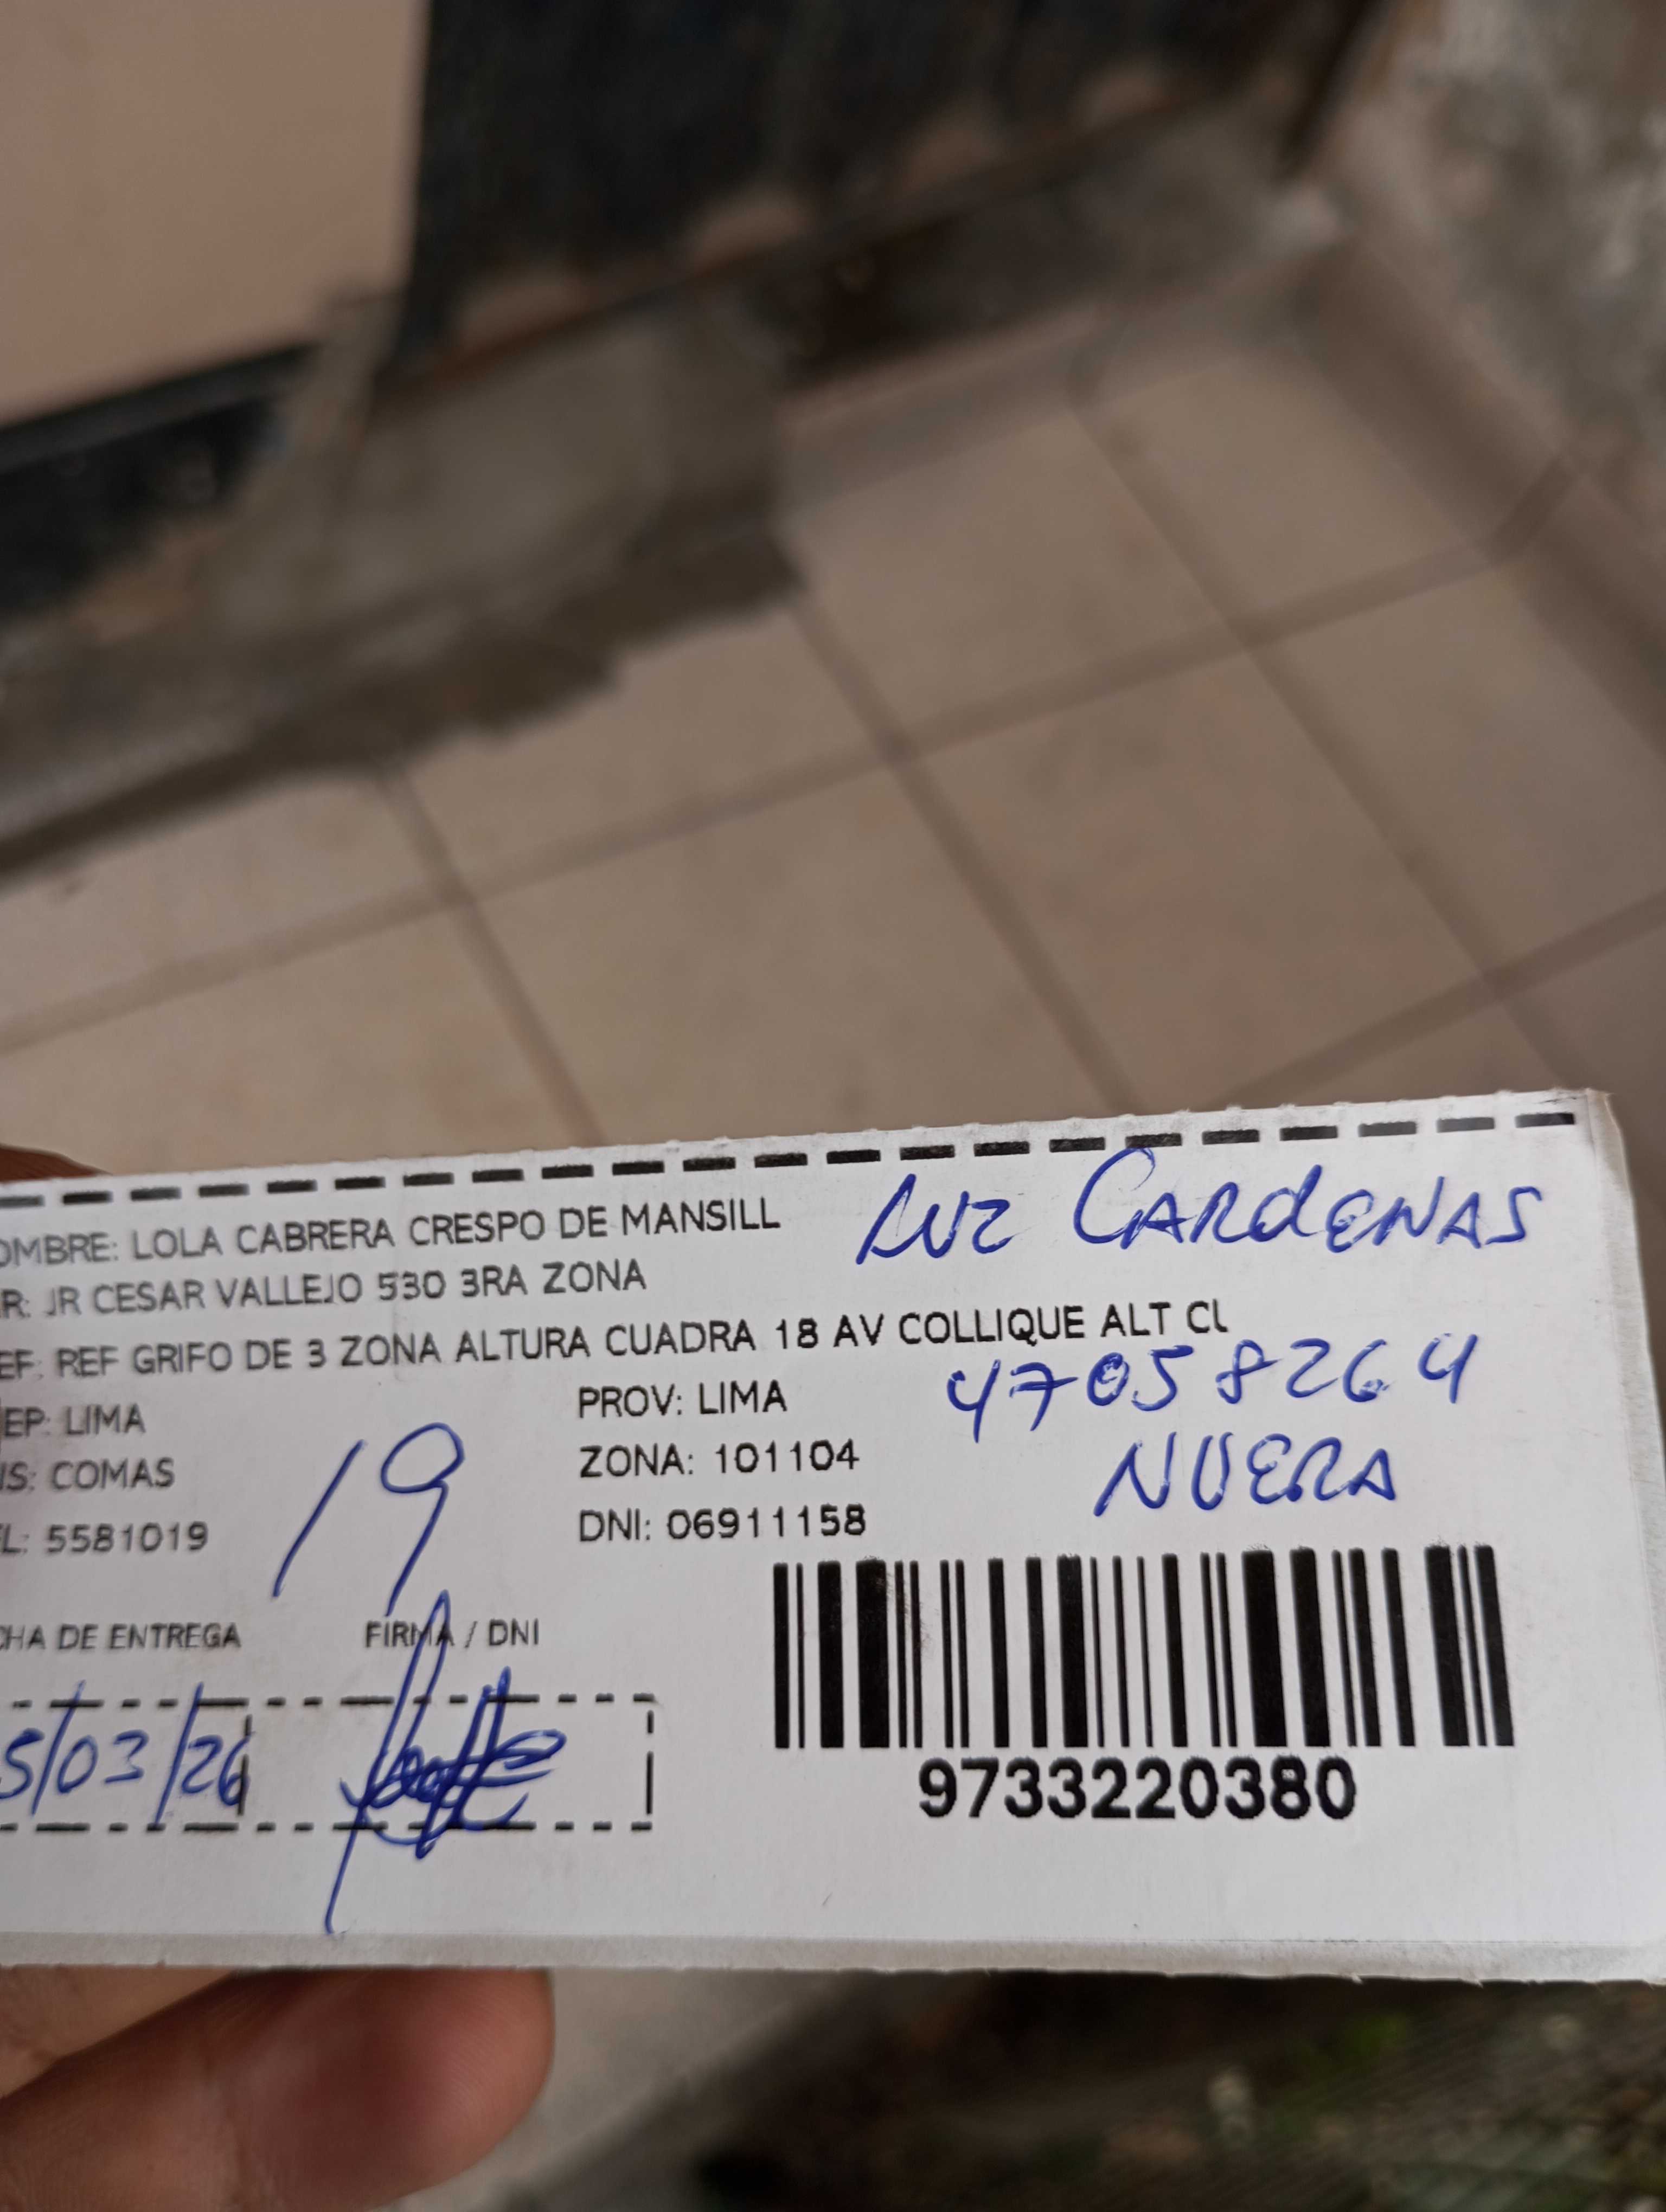 OMBRE: LOLA CABRERA CRESPO DE MANSILL
LUZ CARDENAS
R: JR CESAR VALLEJO 530 3RA ZONA
EF: REF GRIFO DE 3 ZONA ALTURA CUADRA 18 AV COLLIQUE ALT CL
47058264
EP: LIMA
PROV: LIMA
NUERA
IS: COMAS
ZONA: 101104
19
L: 5581019
DNI: 06911158
CHA DE ENTREGA
FIRMA / DNI
5/03/26
9733220380